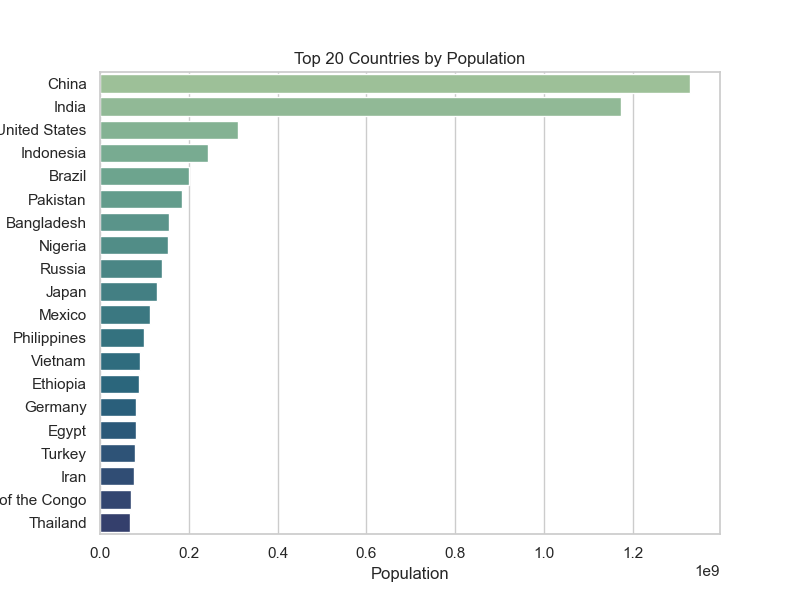 Top 20 Countries by Population
China
India
United States
Indonesia
Brazil
Pakistan
Bangladesh
Nigeria
Russia
Japan
Mexico
Philippines
Vietnam
Ethiopia
Germany
Egypt
Turkey
Iran
of the Congo
Thailand
0.0 0.2 0.4 0.6 0.8 1.0 1.2
1e9
Population